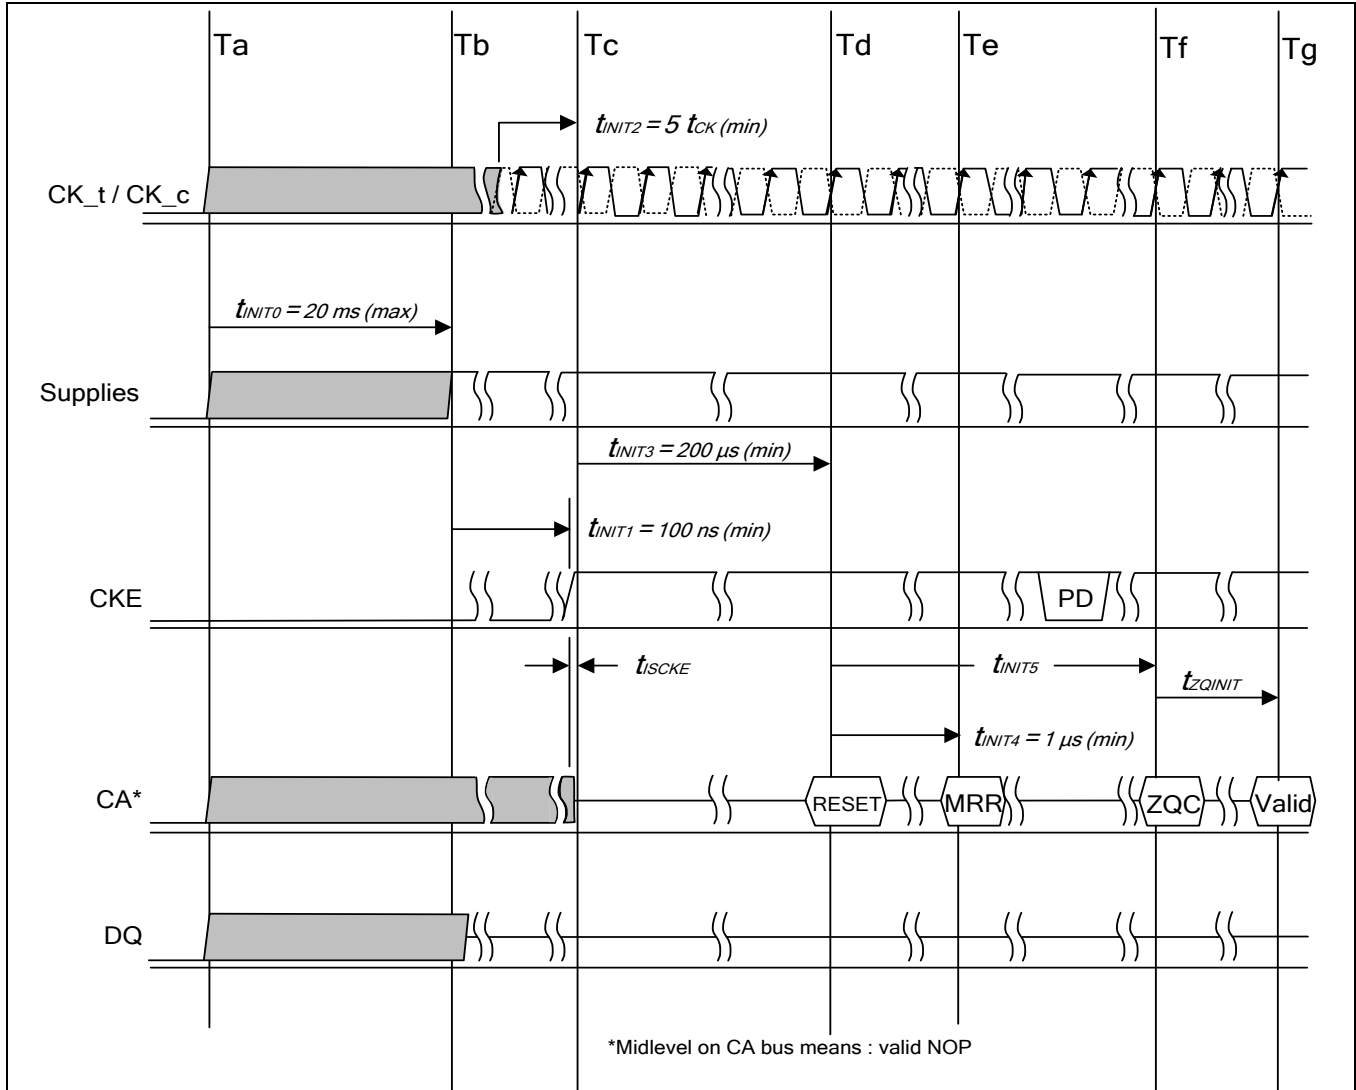 Ta Tb Tc Td Te Tf Tg
tINIT2 = 5 tCK (min)
CK_t / CK_c
tINIT0 = 20 ms (max)
Supplies
tINIT3 = 200 µs (min)
tINIT1 = 100 ns (min)
CKE
PD
tISCKE
tINIT5
tZQINIT
tINIT4 = 1 µs (min)
CA*
RESET MRR ZQC Valid
DQ
*Midlevel on CA bus means : valid NOP